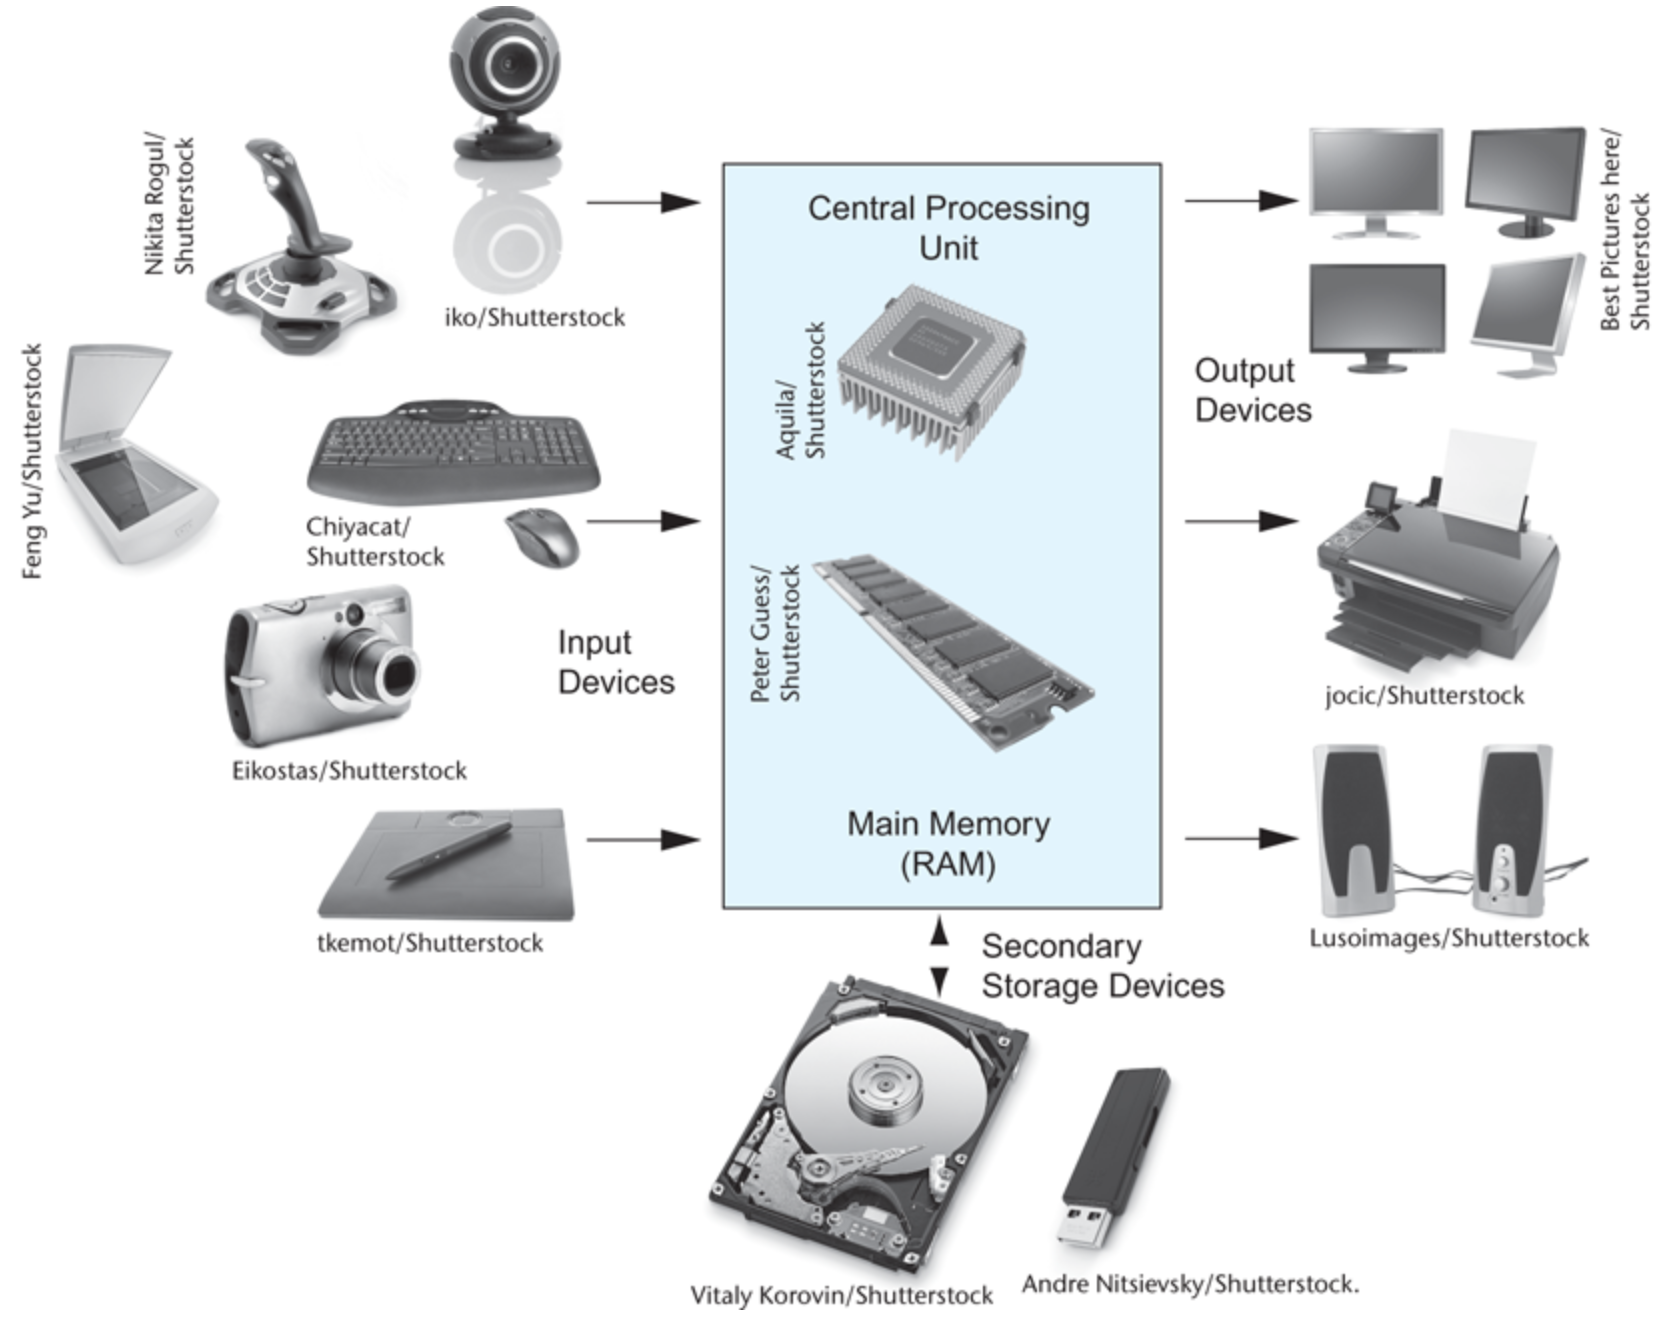 Nikita Rogul/
Shutterstock
iko/Shutterstock
Feng Yu/Shutterstock
Chiyacat/
Shutterstock
Input
Devices
Eikostas/Shutterstock
tkemot/Shutterstock
Central Processing
Unit
Aquila/
Shutterstock
Peter Guess/
Shutterstock
Main Memory
(RAM)
Output
Devices
Best Pictures here/
Shutterstock
jocic/Shutterstock
Lusoimages/Shutterstock
Secondary
Storage Devices
Vitaly Korovin/Shutterstock
Andre Nitsievsky/Shutterstock.